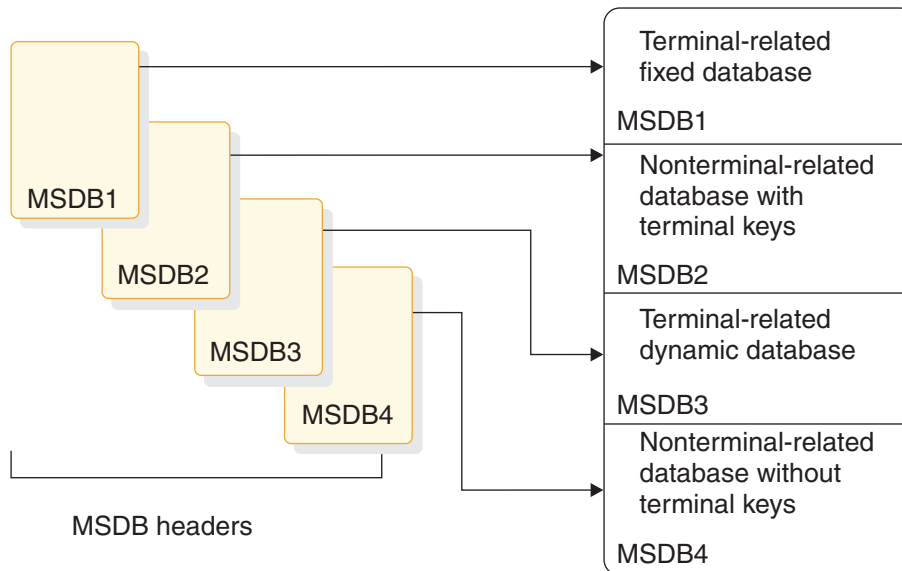 MSDB1
MSDB2
MSDB3
MSDB4
MSDB headers
Terminal-related
fixed database
MSDB1
Nonterminal-related
database with
terminal keys
MSDB2
Terminal-related
dynamic database
MSDB3
Nonterminal-related
database without
terminal keys
MSDB4